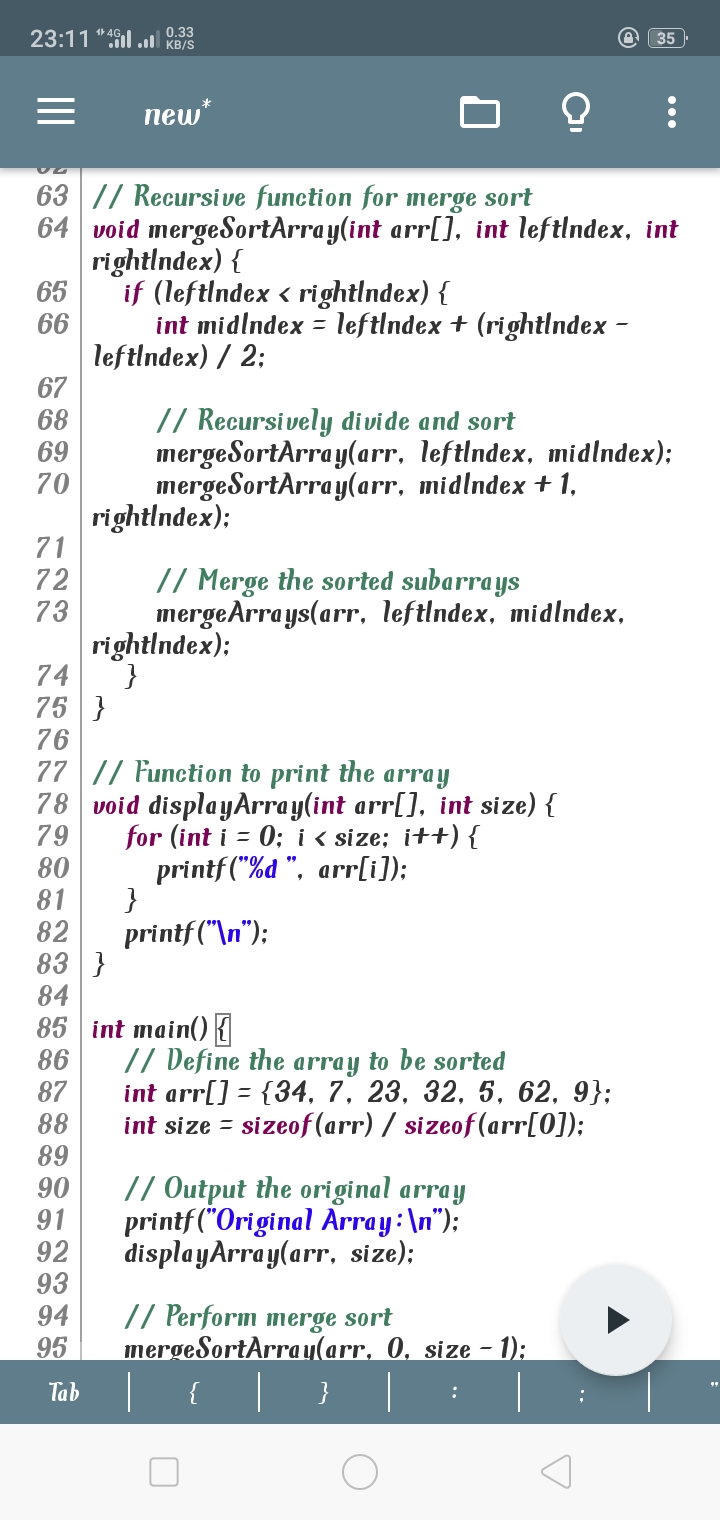 23:11 4G 0.33 KB/S 35
new*
63 // Recursive function for merge sort
64 void mergeSortArray(int arr[], int leftIndex, int
rightIndex) {
65 if (leftIndex < rightIndex) {
66 int midIndex = leftIndex + (rightIndex -
leftIndex) / 2;
67
68 // Recursively divide and sort
69 mergeSortArray(arr, leftIndex, midIndex);
70 mergeSortArray(arr, midIndex + 1,
rightIndex);
71
72 // Merge the sorted subarrays
73 mergeArrays(arr, leftIndex, midIndex,
rightIndex);
74 }
75 }
76
77 // Function to print the array
78 void displayArray(int arr[], int size) {
79 for (int i = 0; i < size; i++) {
80 printf("%d ", arr[i]);
81 }
82 printf("\n");
83 }
84
85 int main() {
86 // Define the array to be sorted
87 int arr[] = {34, 7, 23, 32, 5, 62, 9};
88 int size = sizeof(arr) / sizeof(arr[0]);
89
90 // Output the original array
91 printf("Original Array:\n");
92 displayArray(arr, size);
93
94 // Perform merge sort
95 mergeSortArray(arr, 0, size - 1);
Tab { } : ; "